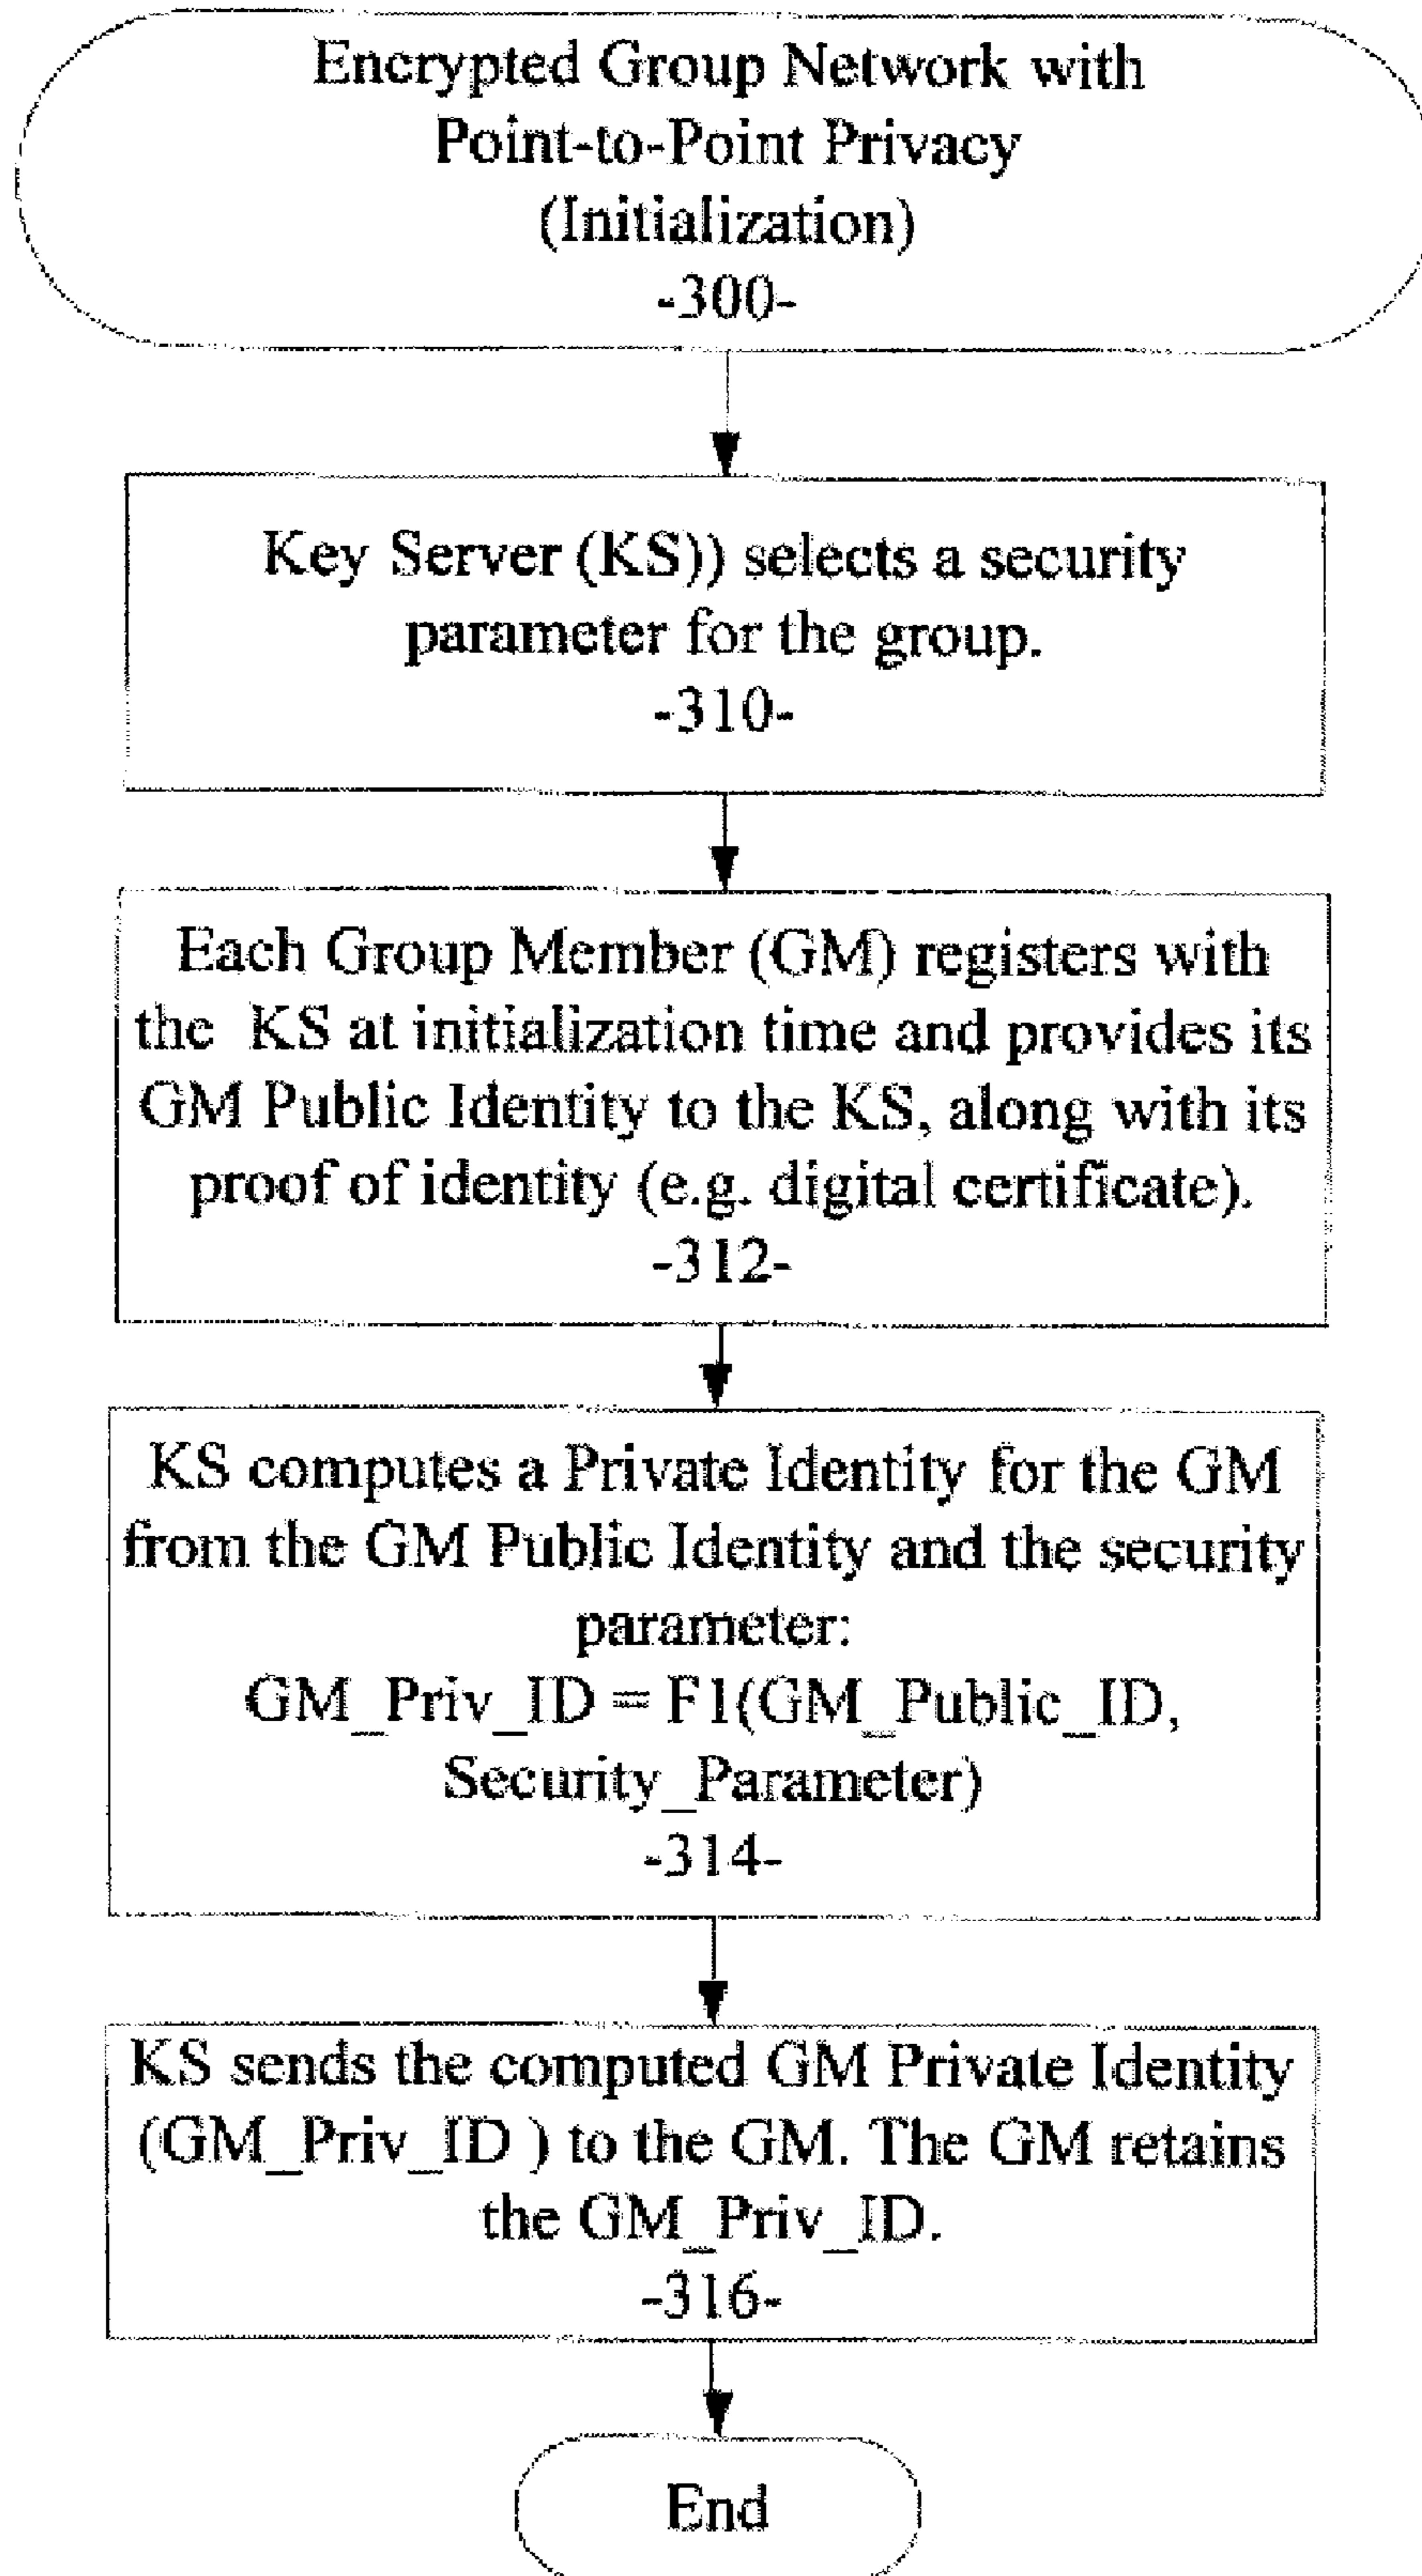 Encrypted Group Network with
Point-to-Point Privacy
(Initialization)
-300-
Key Server (KS)) selects a security
parameter for the group.
-310-
Each Group Member (GM) registers with
the KS at initialization time and provides its
GM Public Identity to the KS, along with its
proof of identity (e.g. digital certificate).
-312-
KS computes a Private Identity for the GM
from the GM Public Identity and the security
parameter:
GM_Priv_ID = F1(GM_Public_ID,
Security_Parameter)
-314-
KS sends the computed GM Private Identity
(GM_Priv_ID ) to the GM. The GM retains
the GM_Priv_ID.
-316-
End